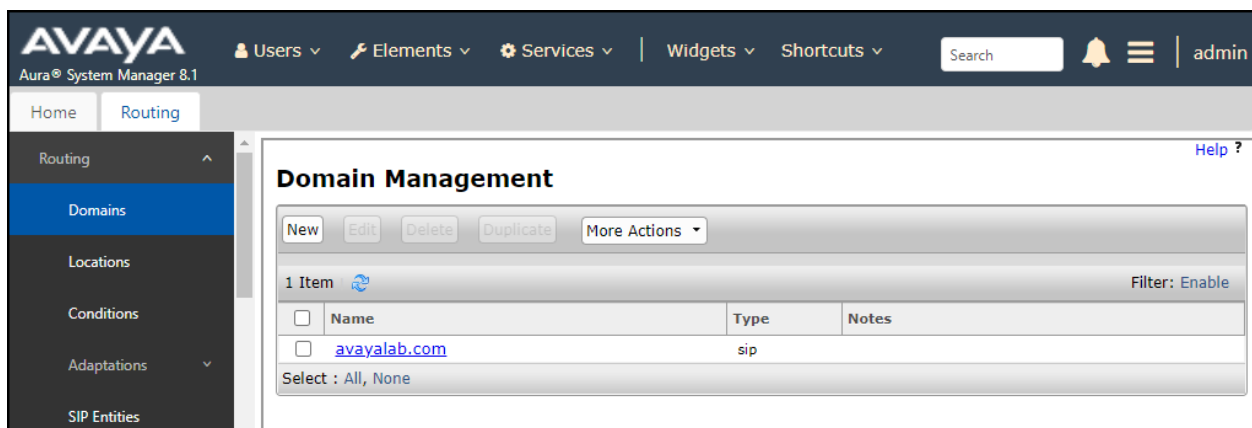 AVAYA
Aura® System Manager 8.1
Users Elements Services | Widgets Shortcuts Search admin
Home Routing
Routing
Domains
Locations
Conditions
Adaptations
SIP Entities
Help ?
Domain Management
New Edit Delete Duplicate More Actions
1 Item Filter: Enable
Name Type Notes
avayalab.com sip
Select : All, None